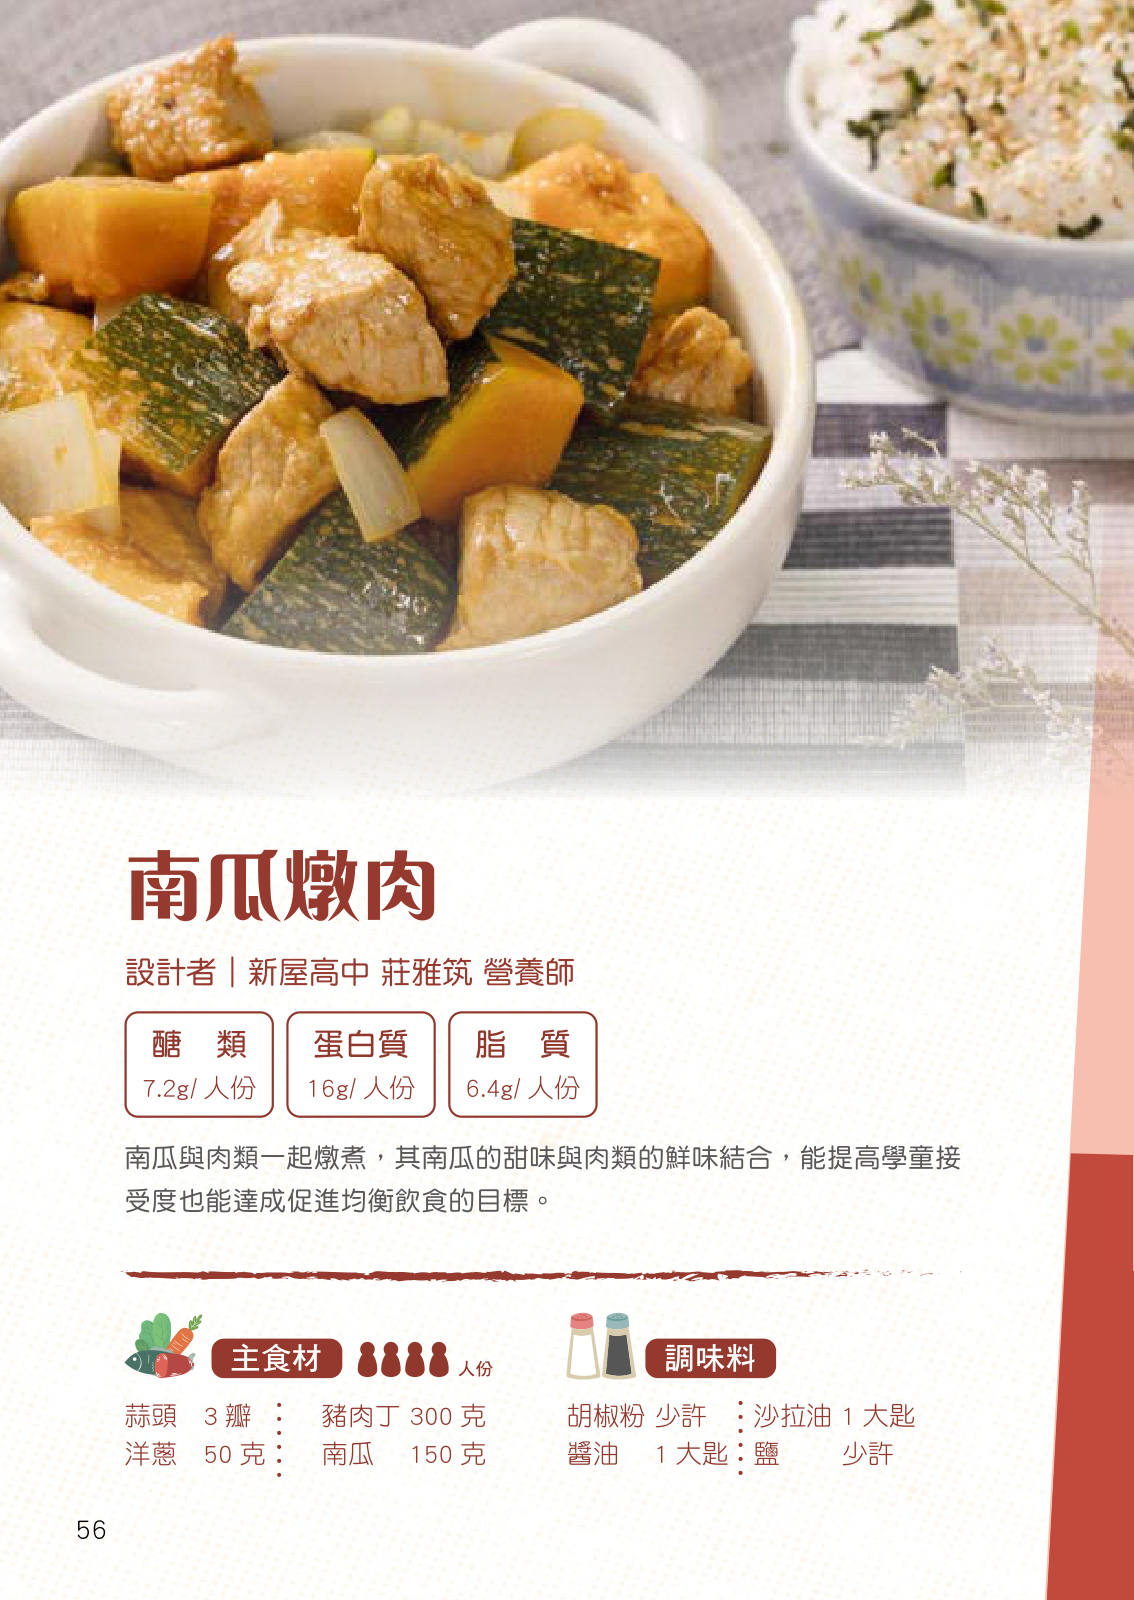 南瓜燉肉
設計者｜新屋高中 莊雅筑 營養師
醣　類
7.2g/ 人份
蛋白質
16g/ 人份
脂　質
6.4g/ 人份
南瓜與肉類一起燉煮，其南瓜的甜味與肉類的鮮味結合，能提高學童接
受度也能達成促進均衡飲食的目標。
主食材 人份
蒜頭 3 瓣 豬肉丁 300 克
洋蔥 50 克 南瓜 150 克
調味料
胡椒粉 少許 沙拉油 1 大匙
醬油 1 大匙 鹽 少許
56